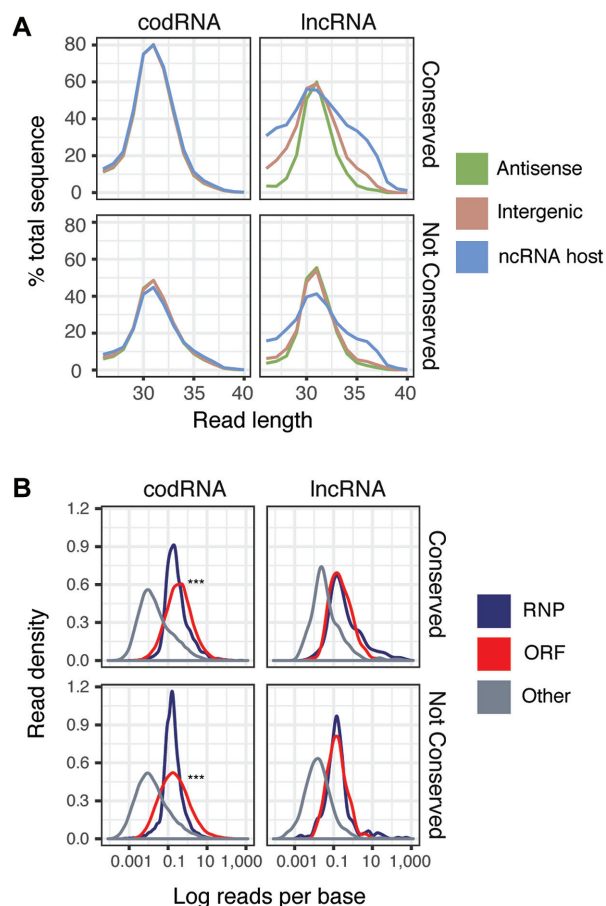 A
codRNA
lncRNA
80
60
40
20
0
Conserved
80
60
40
20
0
Not Conserved
% total sequence
30
35
40
30
35
40
Read length
Antisense
Intergenic
ncRNA host
B
codRNA
lncRNA
1.2
0.9
0.6
0.3
0.0
***
Conserved
1.2
0.9
0.6
0.3
0.0
***
Not Conserved
Read density
0.001
0.1
10
1,000
0.001
0.1
10
1,000
Log reads per base
RNP
ORF
Other